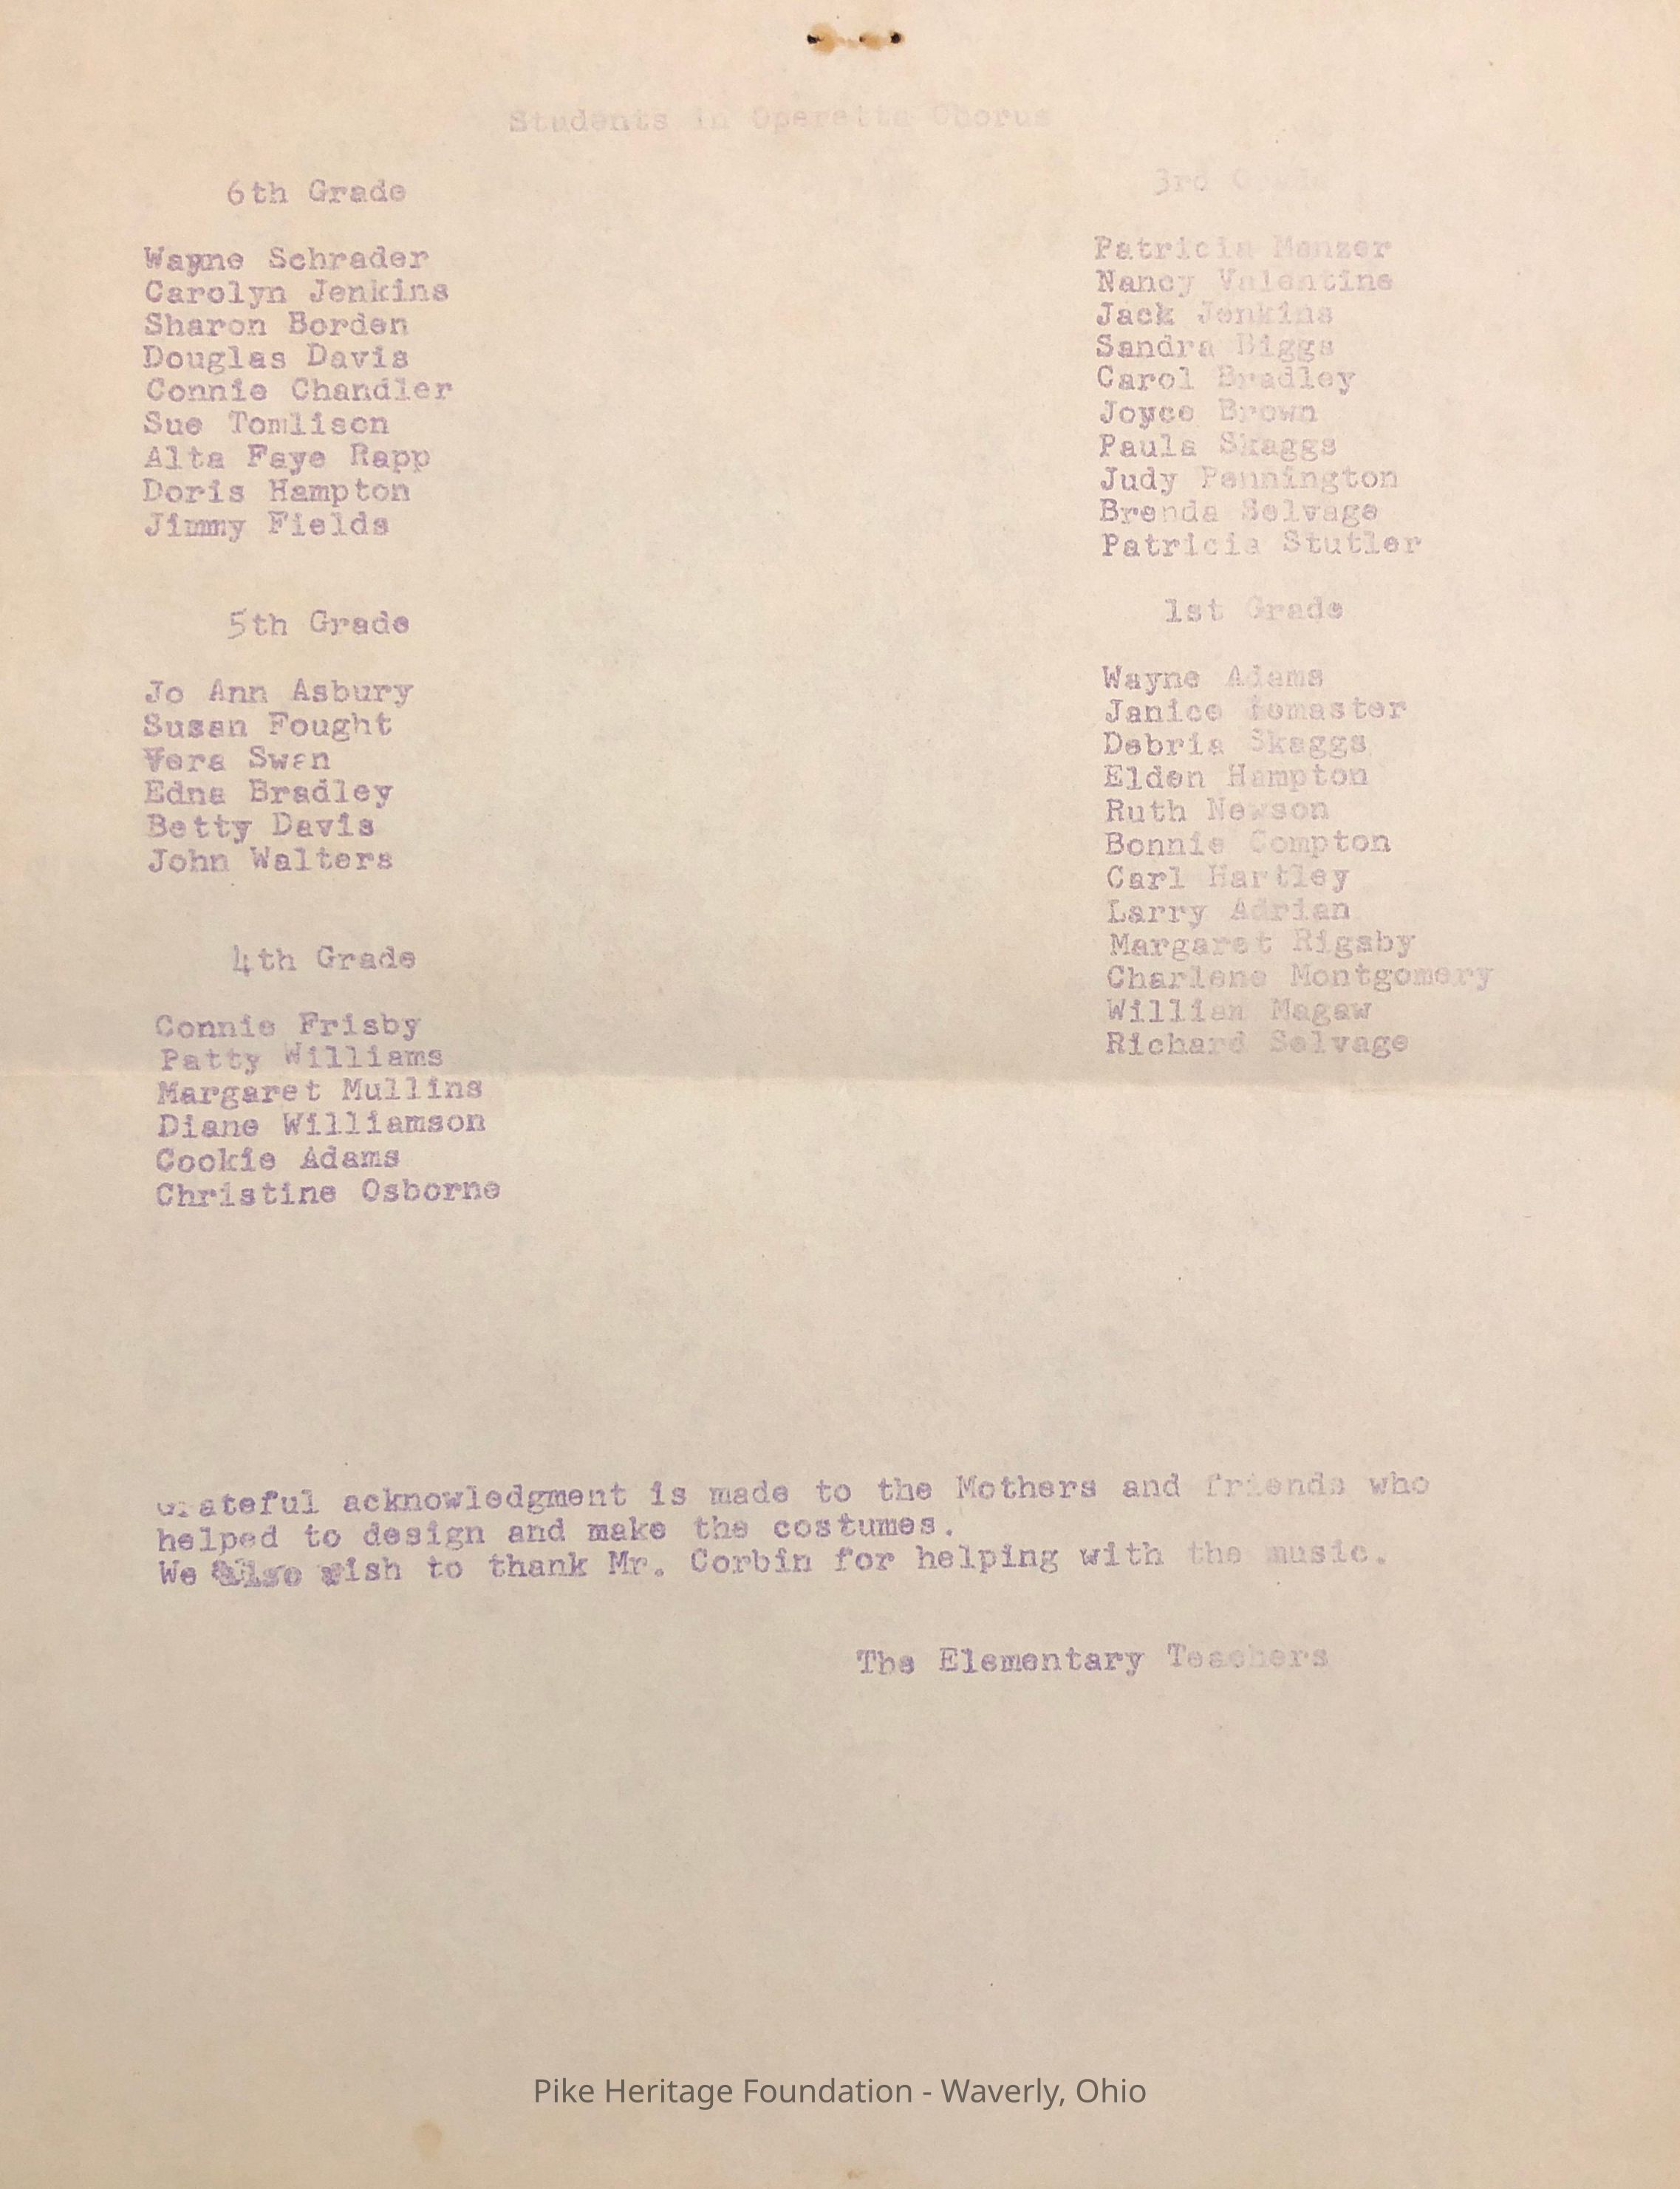 Students in Operetta Chorus
6th Grade
Wayne Schrader
Carolyn Jenkins
Sharon Borden
Douglas Davis
Connie Chandler
Sue Tomlison
Alta Faye Rapp
Doris Hampton
Jimmy Fields
5th Grade
Jo Ann Asbury
Susan Fought
Vera Swan
Edna Bradley
Betty Davis
John Walters
4th Grade
Connie Frisby
Patty Williams
Margaret Mullins
Diane Williamson
Cookie Adams
Christine Osborne
3rd Grade
Patricia Menzer
Nancy Valentine
Jack Jenkins
Sandra Biggs
Carol Bradley
Joyce Brown
Paula Skaggs
Judy Pennington
Brenda Selvage
Patricia Stutler
1st Grade
Wayne Adams
Janice
Debria Skaggs
Elden Hampton
Ruth Newson
Bonnie Compton
Carl Hartley
Larry Adrian
Margaret Rigsby
Charlene Montgomery
William Magaw
Richard Selvage
Grateful acknowledgment is made to the Mothers and friends who
helped to design and make the costumes.
We also wish to thank Mr. Corbin for helping with the music.
The Elementary Teachers
Pike Heritage Foundation - Waverly, Ohio